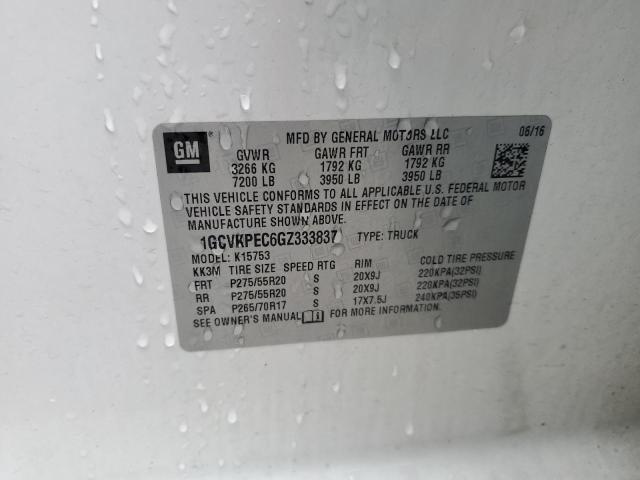 GM
MFD BY GENERAL MOTORS LLC 06/16
GVWR GAWR FRT GAWR RR
3266 KG 1792 KG 1792 KG
7200 LB 3950 LB 3950 LB
THIS VEHICLE CONFORMS TO ALL APPLICABLE U.S. FEDERAL MOTOR
VEHICLE SAFETY STANDARDS IN EFFECT ON THE DATE OF
MANUFACTURE SHOWN ABOVE.
1GCVKPEC6GZ333837 TYPE: TRUCK
MODEL: K15753
KK3M TIRE SIZE SPEED RTG RIM COLD TIRE PRESSURE
FRT P275/55R20 S 20X9J 220KPA(32PSI)
RR P275/55R20 S 20X9J 220KPA(32PSI)
SPA P265/70R17 S 17X7.5J 240KPA(35PSI)
SEE OWNER'S MANUAL FOR MORE INFORMATION.